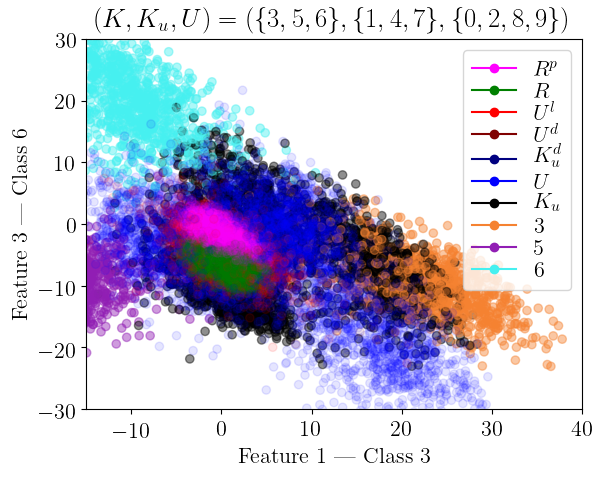 (K, K_u, U) = ({3, 5, 6}, {1, 4, 7}, {0, 2, 8, 9})
30
20
10
0
−10
−20
−30
Feature 3 — Class 6
R^p
R
U^l
U^d
K_u^d
U
K_u
3
5
6
−10
0
10
20
30
40
Feature 1 — Class 3